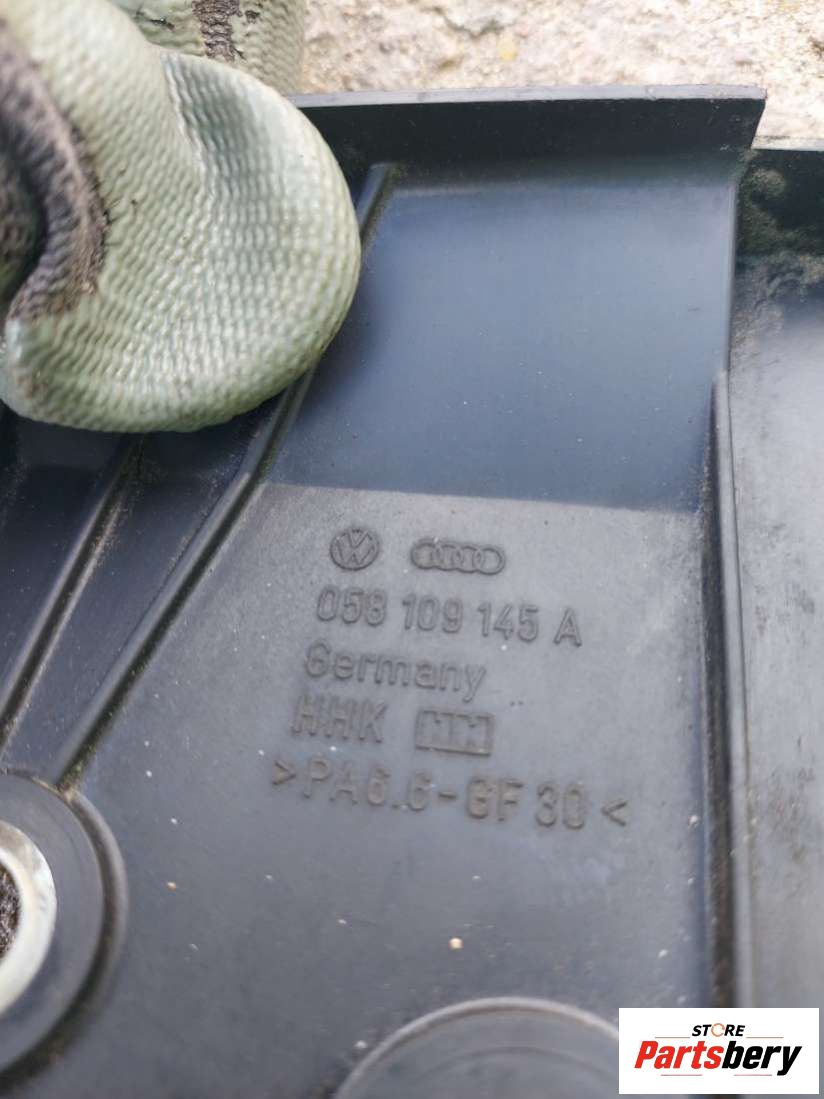 058 109 145 A
Germany
HHK
>PA6.6-GF30<
STORE
Partsbery